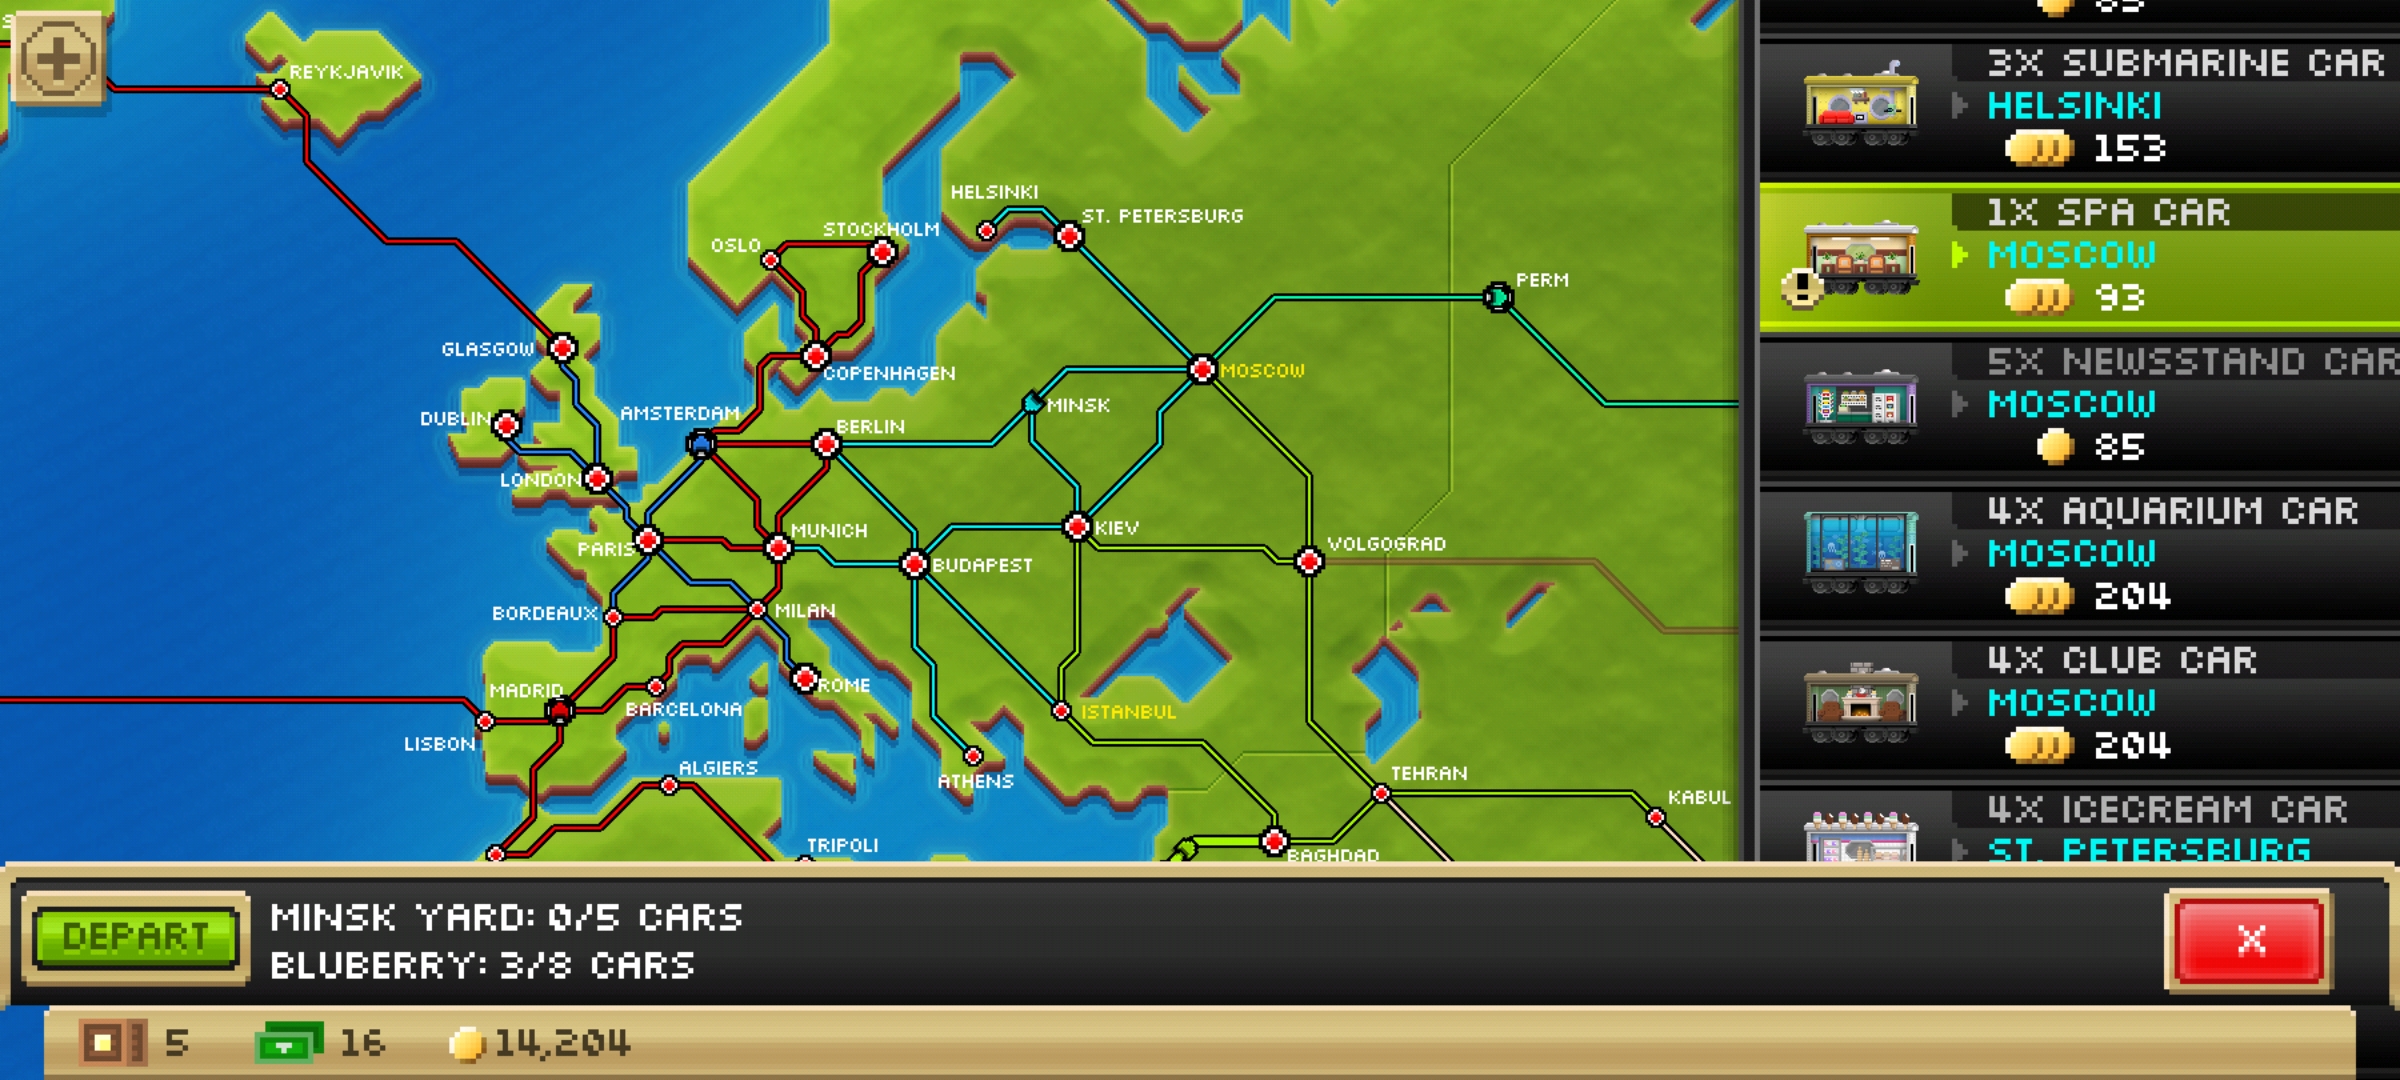 REYKJAVIK
HELSINKI
ST. PETERSBURG
STOCKHOLM
OSLO
PERM
GLASGOW
COPENHAGEN
MOSCOW
MINSK
AMSTERDAM
DUBLIN
BERLIN
LONDON
MUNICH
KIEV
PARIS
VOLGOGRAD
BUDAPEST
BORDEAUX
MILAN
ROME
MADRID
BARCELONA
ISTANBUL
LISBON
ALGIERS
ATHENS
TEHRAN
KABUL
TRIPOLI
BAGHDAD
85
3X SUBMARINE CAR
HELSINKI
153
1X SPA CAR
MOSCOW
93
5X NEWSSTAND CAR
MOSCOW
85
4X AQUARIUM CAR
MOSCOW
204
4X CLUB CAR
MOSCOW
204
4X ICECREAM CAR
ST. PETERSBURG
DEPART
MINSK YARD: 0/5 CARS
BLUBERRY: 3/8 CARS
X
5
16
14,204